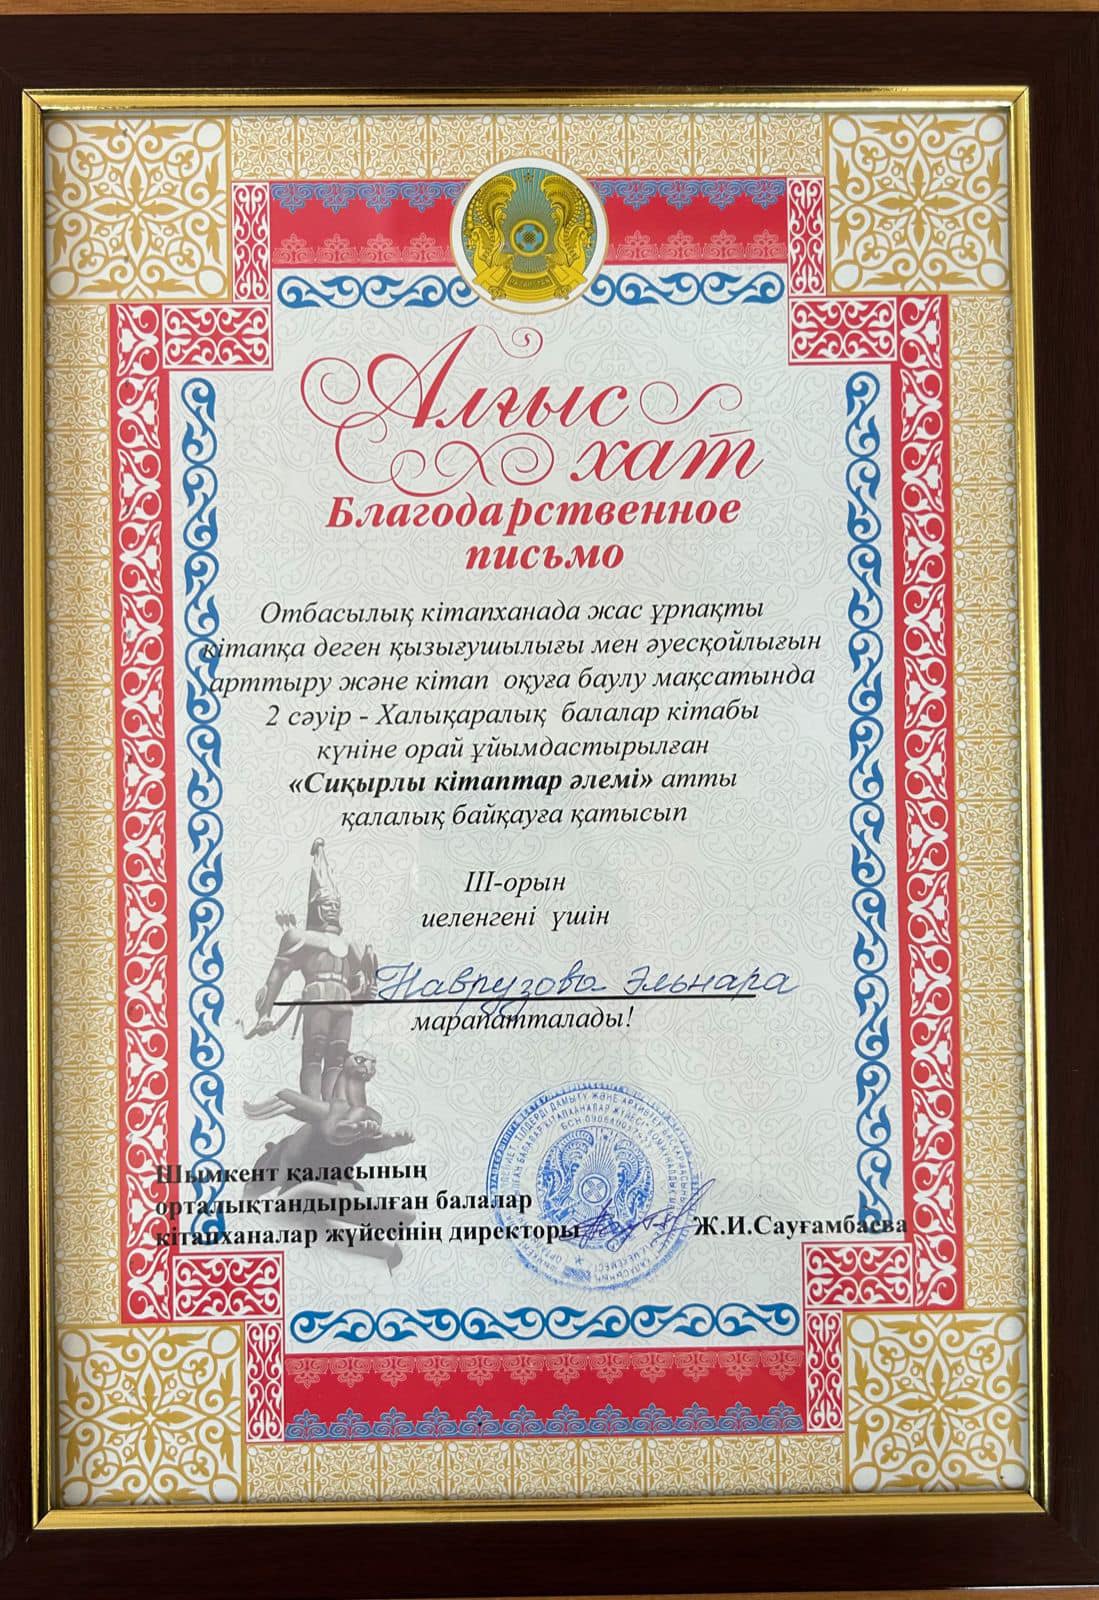 Алғыс
хат
Благодарственное
письмо
Отбасылық кітапханада жас ұрпақты
кітапқа деген қызығушылығы мен әуесқойлығын
арттыру және кітап оқуға баулу мақсатында
2 сәуір - Халықаралық балалар кітабы
күніне орай ұйымдастырылған
«Сиқырлы кітаптар әлемі» атты
қалалық байқауға қатысып
III-орын
иеленгені үшін
Наврузова Эльнара
марапатталады!
Шымкент қаласының
орталықтандырылған балалар
кітапханалар жүйесінің директоры
Ж.И.Сауғамбаева